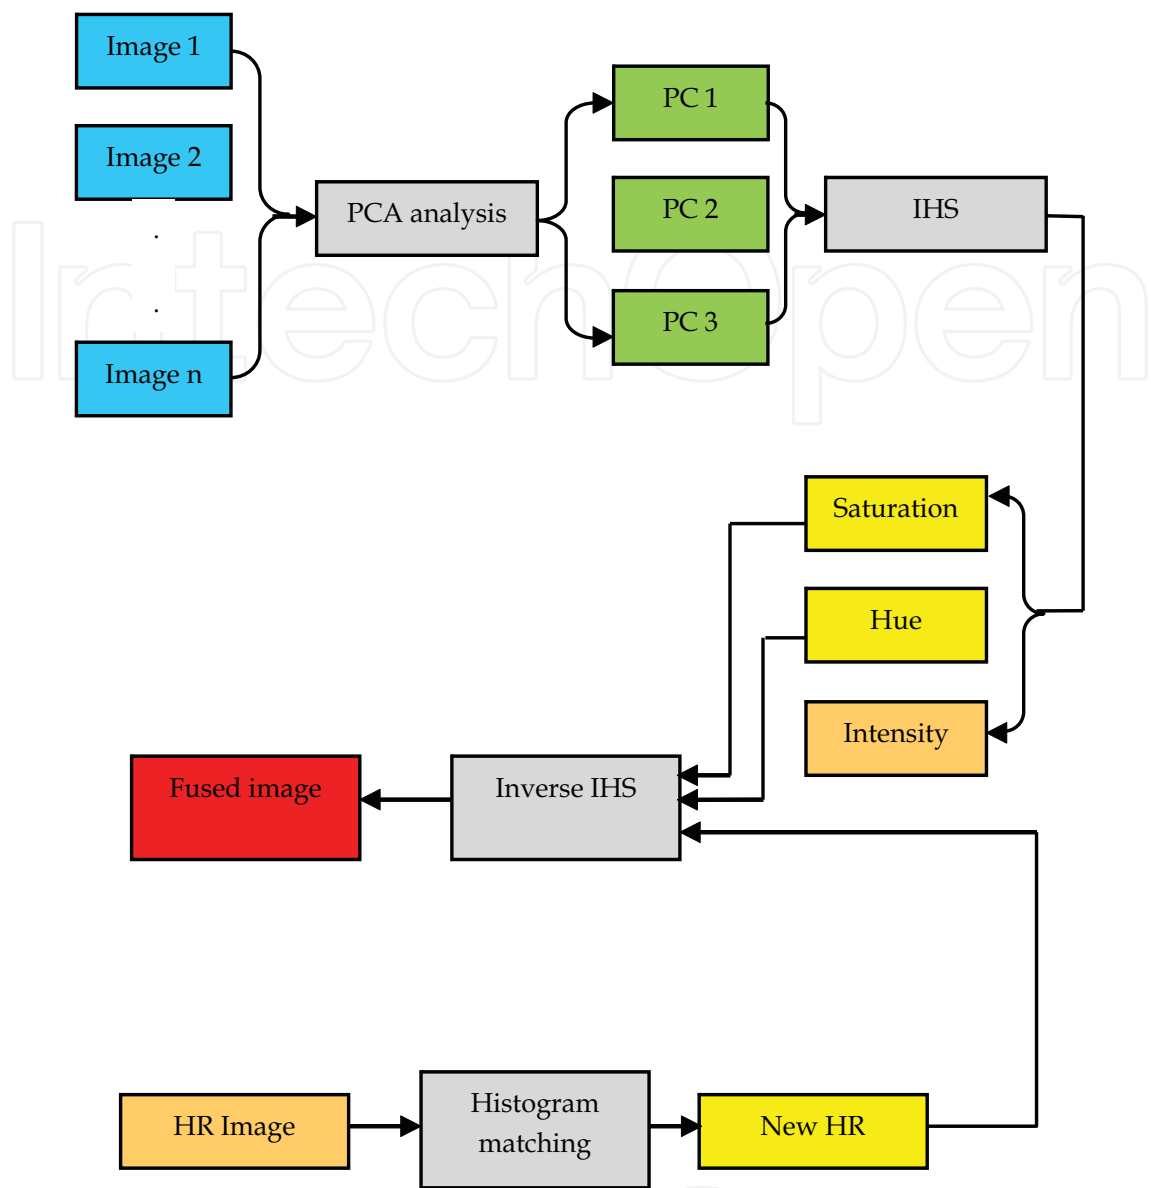 Image 1
Image 2
.
.
Image n
PCA analysis
PC 1
PC 2
PC 3
IHS
Saturation
Hue
Intensity
Inverse IHS
Fused image
HR Image
Histogram
matching
New HR
IntechOpen